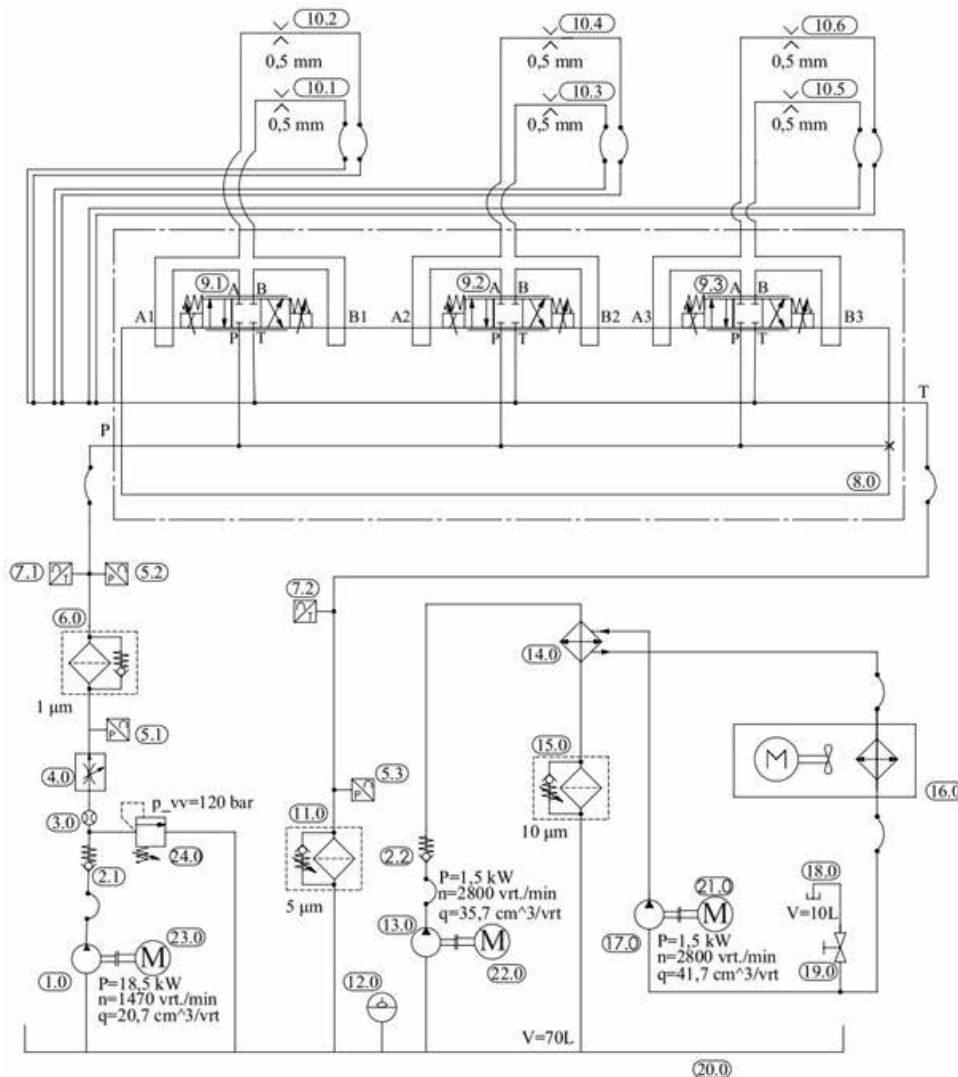 10.2 10.4 10.6
0,5 mm 0,5 mm 0,5 mm
10.1 10.3 10.5
0,5 mm 0,5 mm 0,5 mm
9.1 A B 9.2 A B 9.3 A B
A1 B1 A2 B2 A3 B3
P T P T P T
T
P
8.0
7.1 T P 5.2
7.2 T
6.0
14.0
1 µm
P 5.1
15.0
M
4.0
P 5.3
16.0
p_vv=120 bar
11.0
10 µm
3.0
24.0
2.1
2.2
18.0
5 µm
P=1,5 kW
n=2800 vrt./min
q=35,7 cm^3/vrt
21.0
M
V=10L
13.0
17.0
P=1,5 kW
n=2800 vrt./min
q=41,7 cm^3/vrt
23.0
M
M
22.0
19.0
1.0
P=18,5 kW
n=1470 vrt./min
q=20,7 cm^3/vrt
12.0
V=70L
20.0